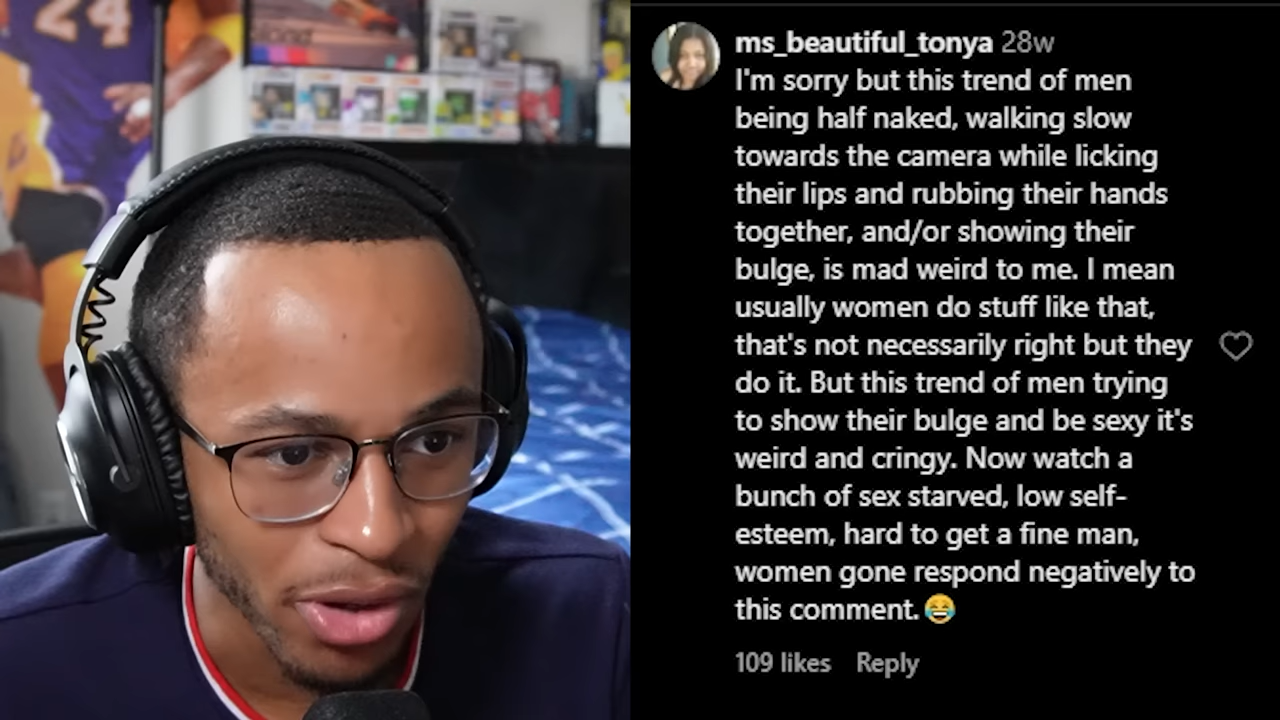 24
ms_beautiful_tonya 28w
I'm sorry but this trend of men
being half naked, walking slow
towards the camera while licking
their lips and rubbing their hands
together, and/or showing their
bulge, is mad weird to me. I mean
usually women do stuff like that,
that's not necessarily right but they
do it. But this trend of men trying
to show their bulge and be sexy it's
weird and cringy. Now watch a
bunch of sex starved, low self-
esteem, hard to get a fine man,
women gone respond negatively to
this comment.😂
109 likes Reply